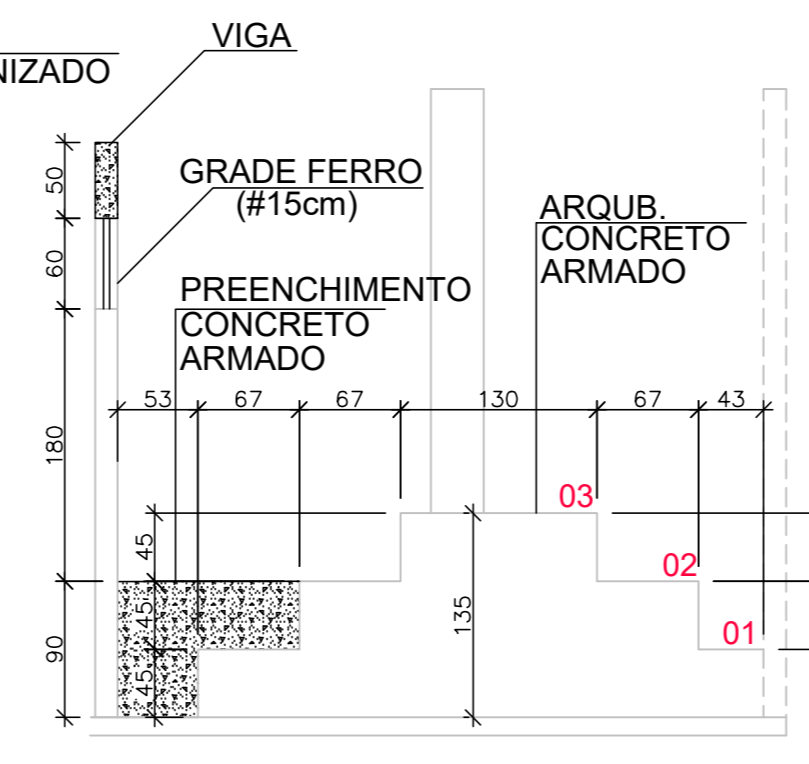 VIGA
NIZADO
GRADE FERRO
(#15cm)
ARQUB.
CONCRETO
ARMADO
PREENCHIMENTO
CONCRETO
ARMADO
50
60
180
90
53 67 67 130 67 43
45
45
45
135
03
02
01